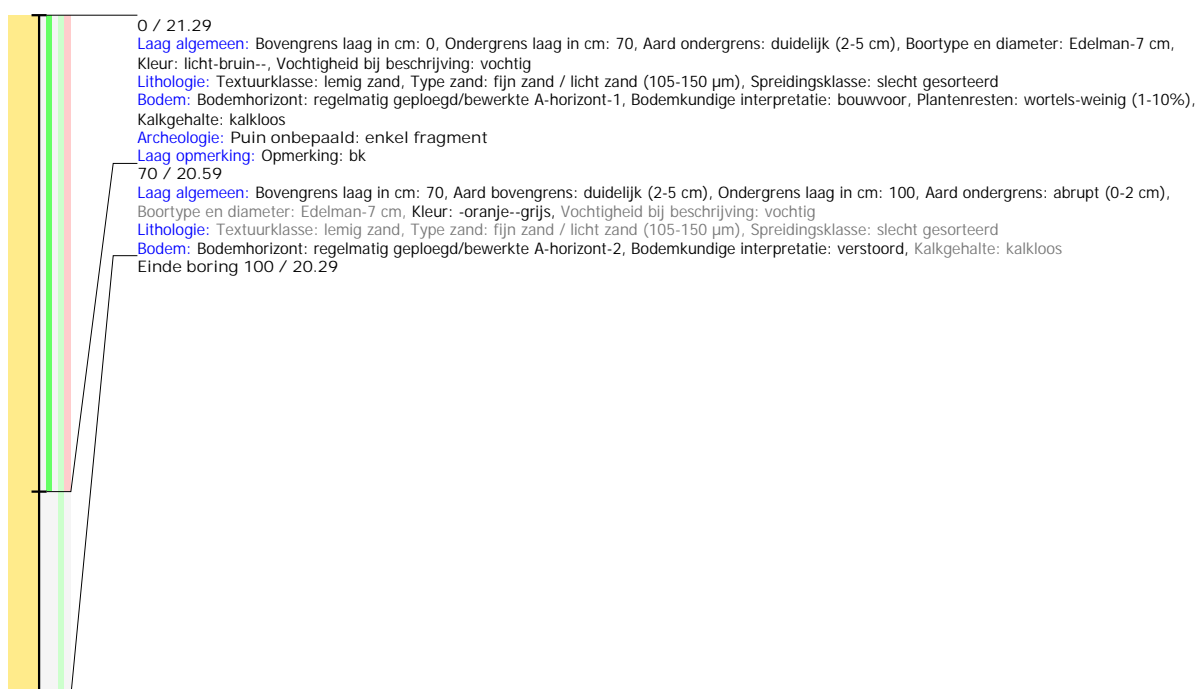 0 / 21.29
Laag algemeen: Bovengrens laag in cm: 0, Ondergrens laag in cm: 70, Aard ondergrens: duidelijk (2-5 cm), Boortype en diameter: Edelman-7 cm,
Kleur: licht-bruin--, Vochtigheid bij beschrijving: vochtig
Lithologie: Textuurklasse: lemig zand, Type zand: fijn zand / licht zand (105-150 µm), Spreidingsklasse: slecht gesorteerd
Bodem: Bodemhorizont: regelmatig geploegd/bewerkte A-horizont-1, Bodemkundige interpretatie: bouwvoor, Plantenresten: wortels-weinig (1-10%),
Kalkgehalte: kalkloos
Archeologie: Puin onbepaald: enkel fragment
Laag opmerking: Opmerking: bk
70 / 20.59
Laag algemeen: Bovengrens laag in cm: 70, Aard bovengrens: duidelijk (2-5 cm), Ondergrens laag in cm: 100, Aard ondergrens: abrupt (0-2 cm),
Boortype en diameter: Edelman-7 cm, Kleur: -oranje--grijs, Vochtigheid bij beschrijving: vochtig
Lithologie: Textuurklasse: lemig zand, Type zand: fijn zand / licht zand (105-150 µm), Spreidingsklasse: slecht gesorteerd
Bodem: Bodemhorizont: regelmatig geploegd/bewerkte A-horizont-2, Bodemkundige interpretatie: verstoord, Kalkgehalte: kalkloos
Einde boring 100 / 20.29